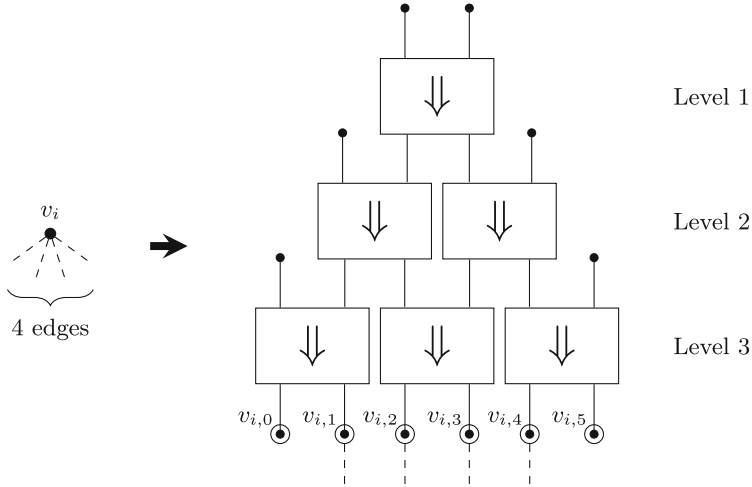 Level 1
Level 2
v_i
4 edges
Level 3
v_{i,0} v_{i,1} v_{i,2} v_{i,3} v_{i,4} v_{i,5}